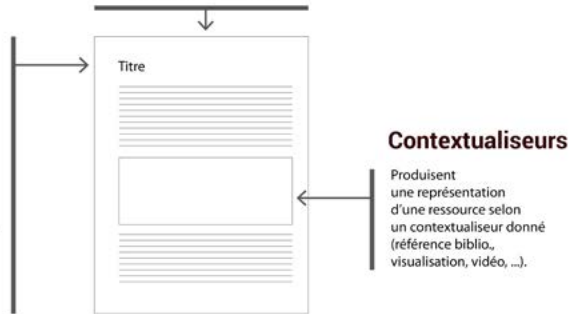 Titre
Contextualiseurs
Produisent
une représentation
d'une ressource selon
un contextualiseur donné
(référence biblio.,
visualisation, vidéo, ...).